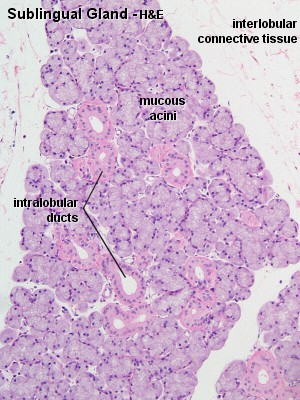 Sublingual Gland -H&E
interlobular
connective tissue
mucous
acini
intralobular
ducts